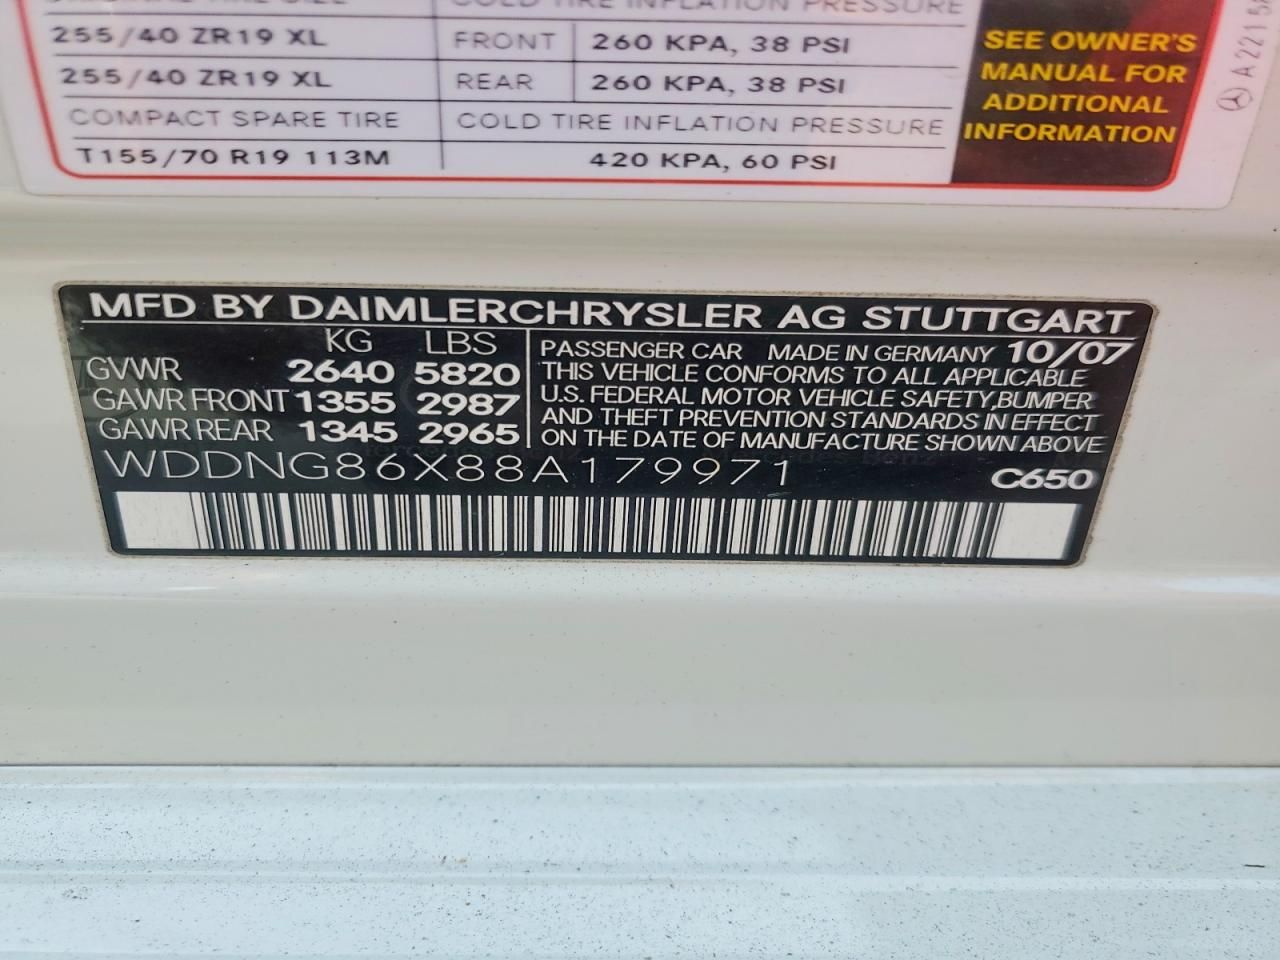 COLD TIRE INFLATION PRESSURE
255/40 ZR19 XL FRONT 260 KPA, 38 PSI
255/40 ZR19 XL REAR 260 KPA, 38 PSI
COMPACT SPARE TIRE COLD TIRE INFLATION PRESSURE
T155/70 R19 113M 420 KPA, 60 PSI
SEE OWNER'S
MANUAL FOR
ADDITIONAL
INFORMATION
MFD BY DAIMLERCHRYSLER AG STUTTGART
KG LBS
GVWR 2640 5820
GAWR FRONT 1355 2987
GAWR REAR 1345 2965
PASSENGER CAR MADE IN GERMANY 10/07
THIS VEHICLE CONFORMS TO ALL APPLICABLE
U.S. FEDERAL MOTOR VEHICLE SAFETY, BUMPER
AND THEFT PREVENTION STANDARDS IN EFFECT
ON THE DATE OF MANUFACTURE SHOWN ABOVE
WDDNG86X88A179971 C650